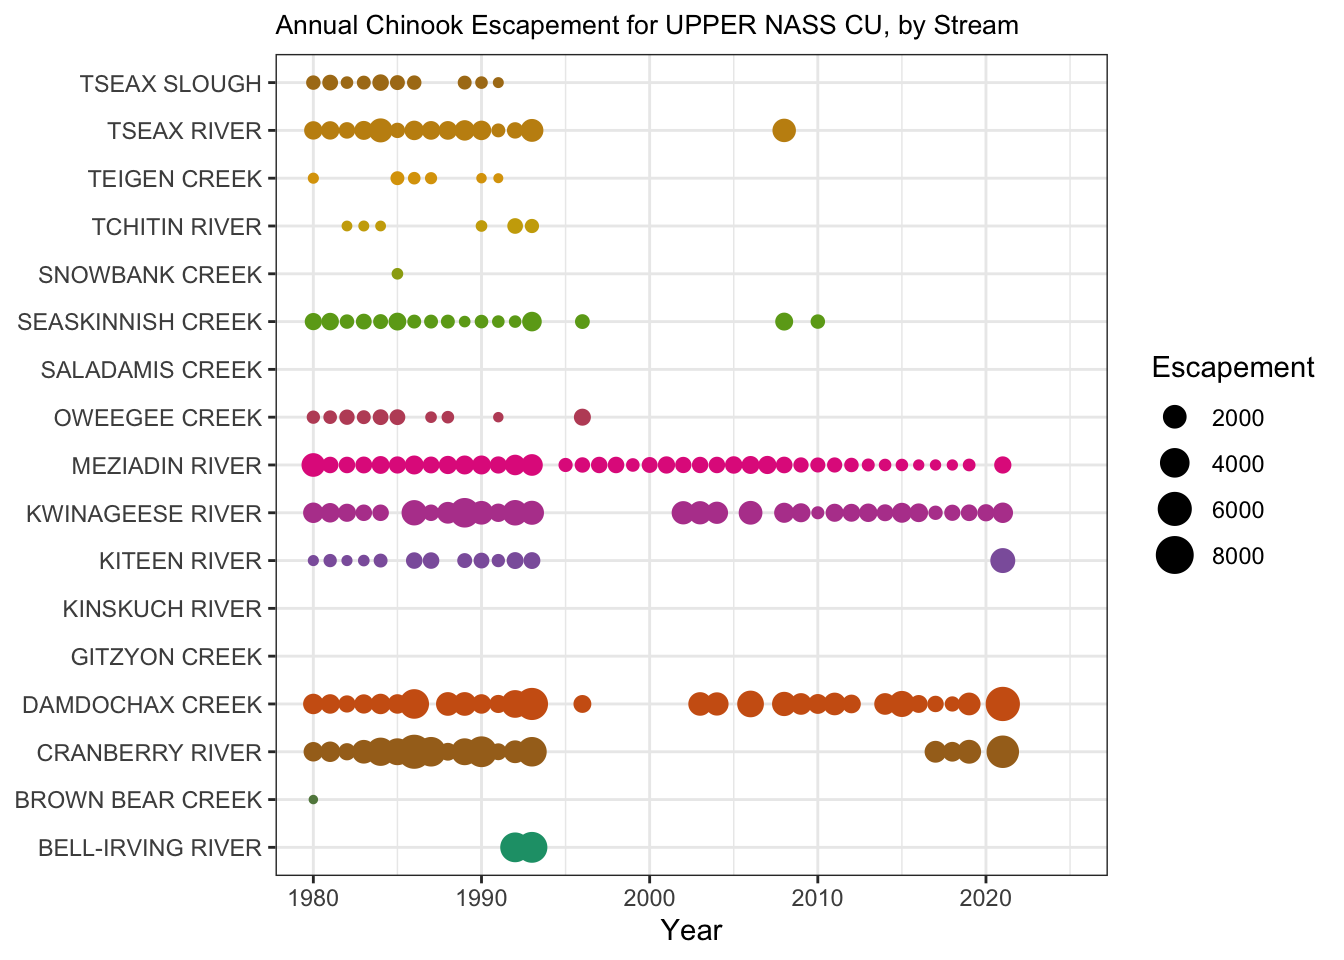 Annual Chinook Escapement for UPPER NASS CU, by Stream
TSEAX SLOUGH
TSEAX RIVER
TEIGEN CREEK
TCHITIN RIVER
SNOWBANK CREEK
SEASKINNISH CREEK
SALADAMIS CREEK
OWEEGEE CREEK
MEZIADIN RIVER
KWINAGEESE RIVER
KITEEN RIVER
KINSKUCH RIVER
GITZYON CREEK
DAMDOCHAX CREEK
CRANBERRY RIVER
BROWN BEAR CREEK
BELL-IRVING RIVER
1980 1990 2000 2010 2020
Year
Escapement
2000
4000
6000
8000